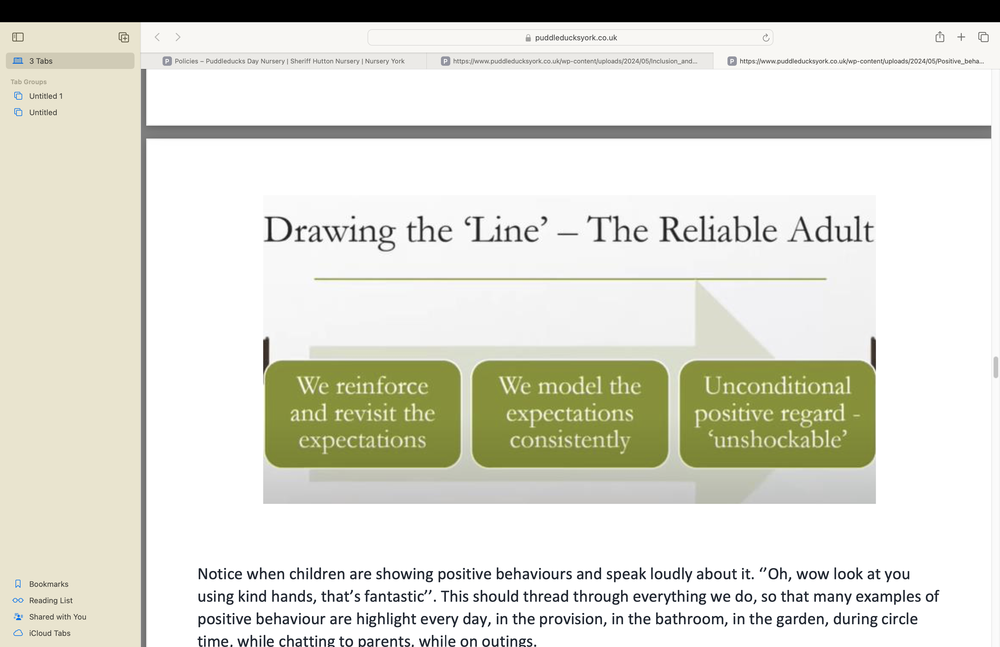 puddleducksyork.co.uk
3 Tabs
P Policies – Puddleducks Day Nursery | Sheriff Hutton Nursery | Nursery York
P https://www.puddleducksyork.co.uk/wp-content/uploads/2024/05/Inclusion_and...
P https://www.puddleducksyork.co.uk/wp-content/uploads/2024/05/Positive_beha...
Tab Groups
Untitled 1
Untitled
Drawing the ‘Line’ – The Reliable Adult
We reinforce
and revisit the
expectations
We model the
expectations
consistently
Unconditional
positive regard -
‘unshockable’
Notice when children are showing positive behaviours and speak loudly about it. ‘’Oh, wow look at you
using kind hands, that’s fantastic’’. This should thread through everything we do, so that many examples of
positive behaviour are highlight every day, in the provision, in the bathroom, in the garden, during circle
time, while chatting to parents, while on outings.
Bookmarks
Reading List
Shared with You
iCloud Tabs